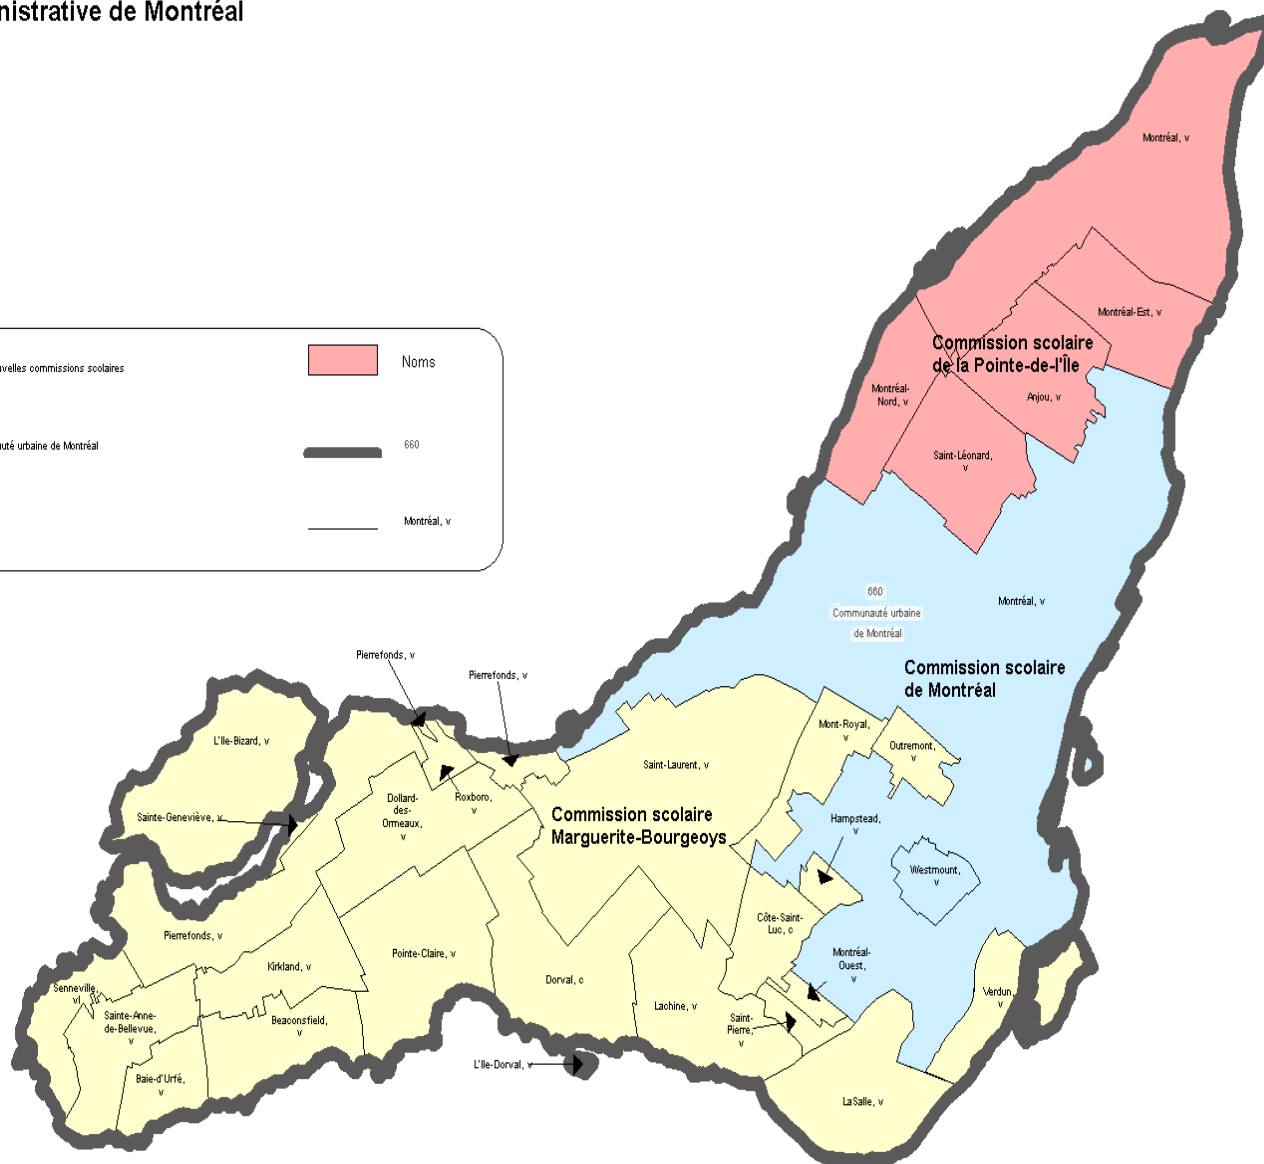 nistrative de Montréal
Montréal, v
Montréal-Est, v
Commission scolaire
de la Pointe-de-l'Île
Montréal-
Nord, v
Anjou, v
Saint-Léonard,
v
velles commissions scolaires
Noms
uté urbaine de Montréal
660
Montréal, v
660
Communauté urbaine
de Montréal
Montréal, v
Commission scolaire
de Montréal
Pierrefonds, v
Pierrefonds, v
L'Ile-Bizard, v
Sainte-Geneviève, v
Dollard-
des-
Ormeaux,
v
Roxboro,
v
Saint-Laurent, v
Mont-Royal,
v
Outremont,
v
Commission scolaire
Marguerite-Bourgeoys
Hampstead,
v
Westmount,
v
Côte-Saint-
Luc, c
Pierrefonds, v
Kirkland, v
Pointe-Claire, v
Dorval, c
Montréal-
Ouest,
v
Senneville,
vl
Sainte-Anne-
de-Bellevue,
v
Beaconsfield,
v
Lachine, v
Saint-
Pierre,
v
Verdun,
v
Baie-d'Urfé,
v
L'Ile-Dorval, v
LaSalle, v